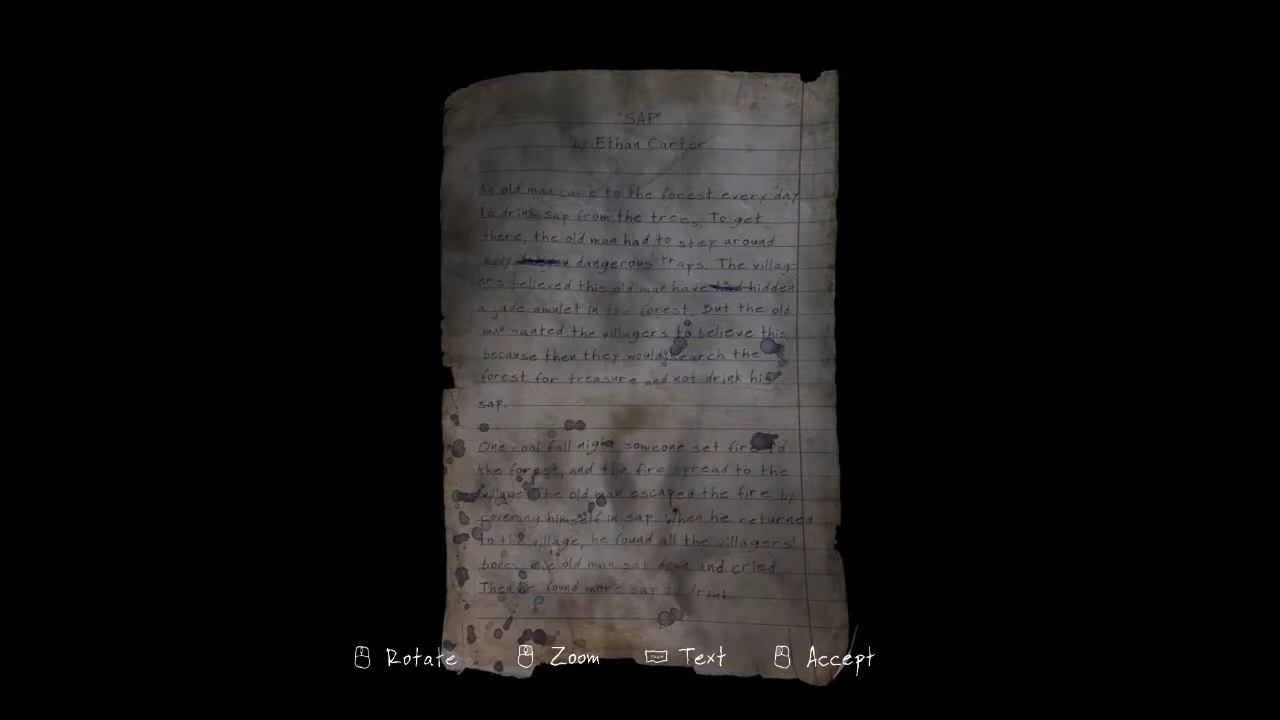 "SAP"
by Ethan Carter
An old man came to the forest every day
to drink sap from the trees. To get
there, the old man had to step around
many dangerous traps. The villag-
ers believed this old man have hidden
a jade amulet in the forest. But the old
man wanted the villagers to believe this,
because then they would search the
forest for treasure and not drink his
sap.
One cool fall night someone set fire to
the forest, and the fire spread to the
village. The old man escaped the fire by
covering himself in sap. When he returned
to the village, he found all the villagers'
bones. The old man sat down and cried
Then he found more sap to drink
Rotate Zoom Text Accept